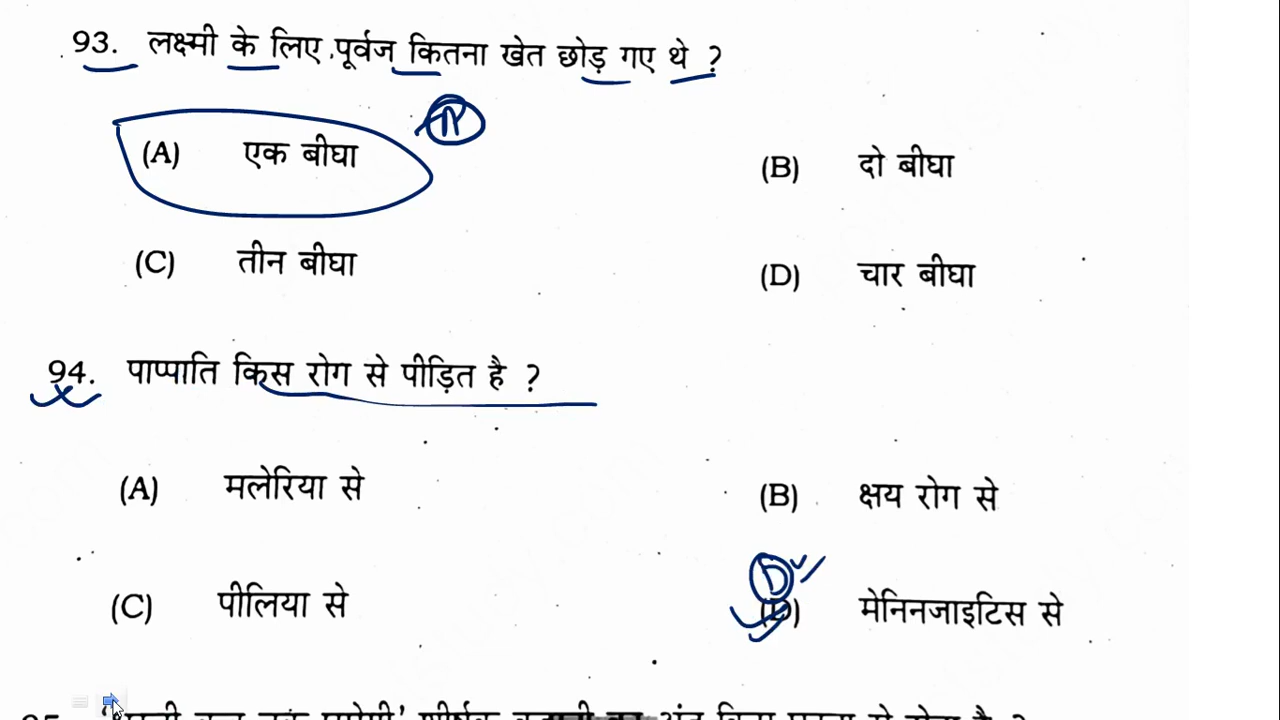 93. लक्ष्मी के लिए पूर्वज कितना खेत छोड़ गए थे ?
(A) एक बीघा
(B) दो बीघा
(C) तीन बीघा
(D) चार बीघा
94. पाप्पाति किस रोग से पीड़ित है ?
(A) मलेरिया से
(B) क्षय रोग से
(C) पीलिया से
D
(D) मेनिनजाइटिस से